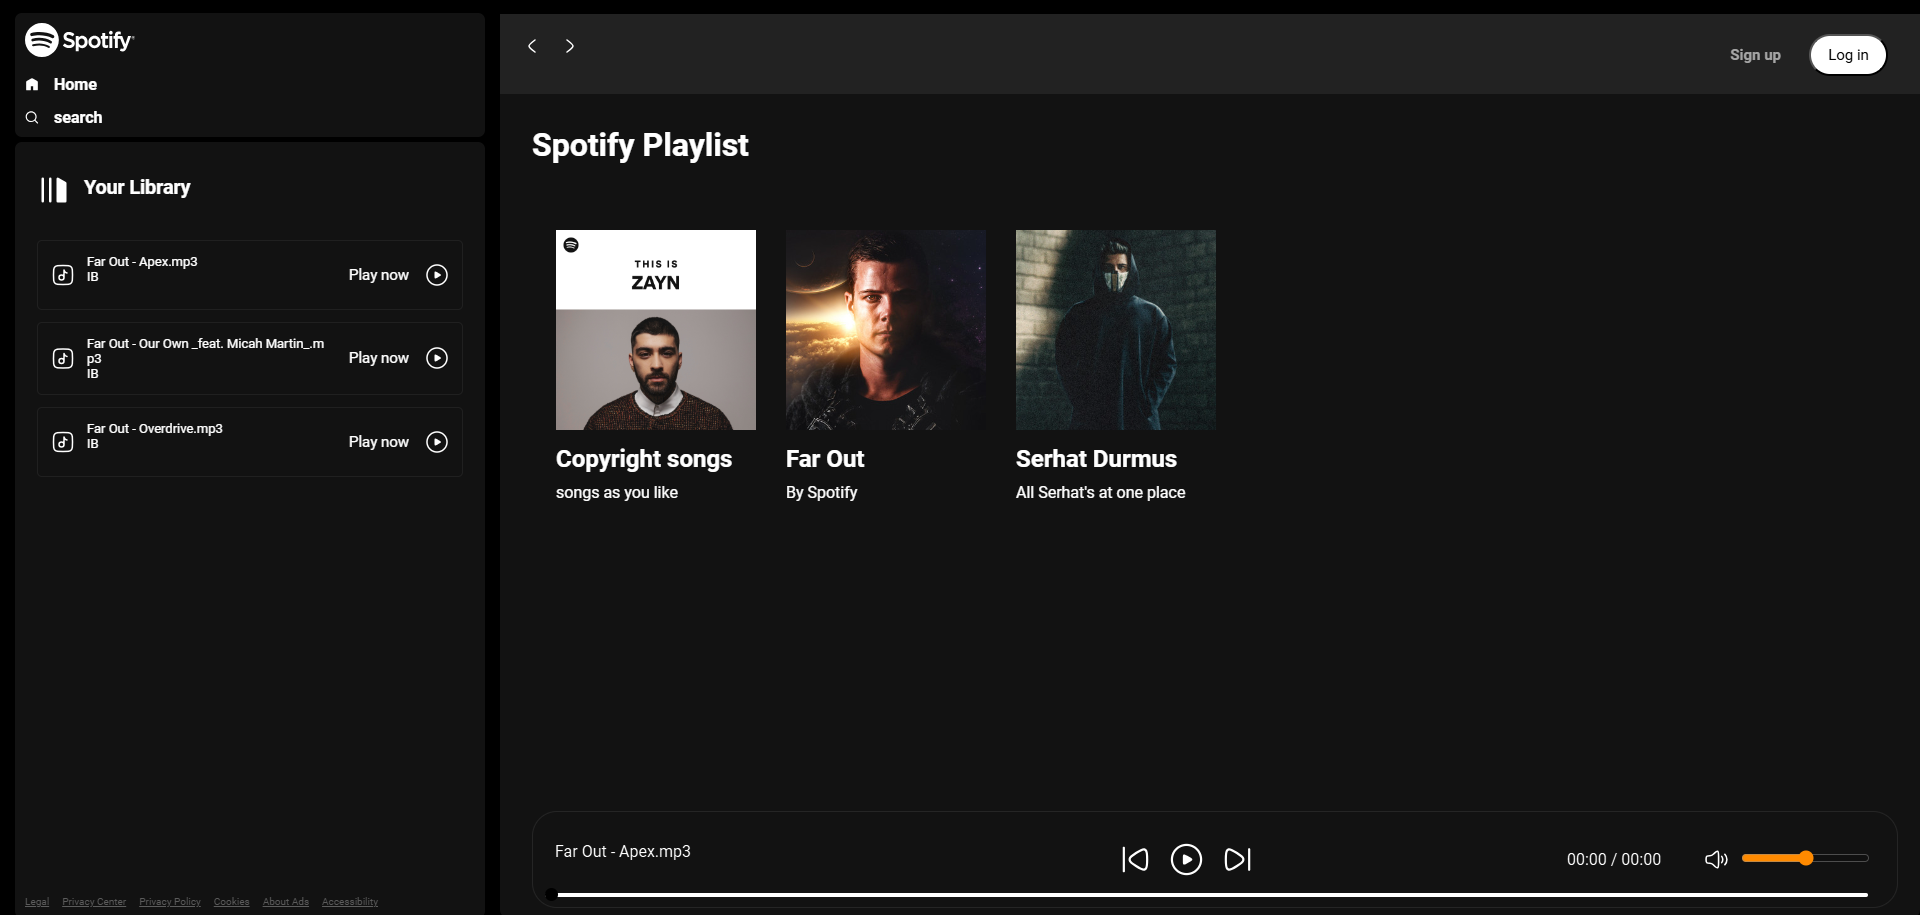 Spotify
Home
search
Your Library
Far Out - Apex.mp3
IB
Play now
Far Out - Our Own _feat. Micah Martin_.m
p3
IB
Play now
Far Out - Overdrive.mp3
IB
Play now
Legal Privacy Center Privacy Policy Cookies About Ads Accessibility
Sign up
Log in
Spotify Playlist
THIS IS
ZAYN
Copyright songs
songs as you like
Far Out
By Spotify
Serhat Durmus
All Serhat's at one place
Far Out - Apex.mp3
00:00 / 00:00